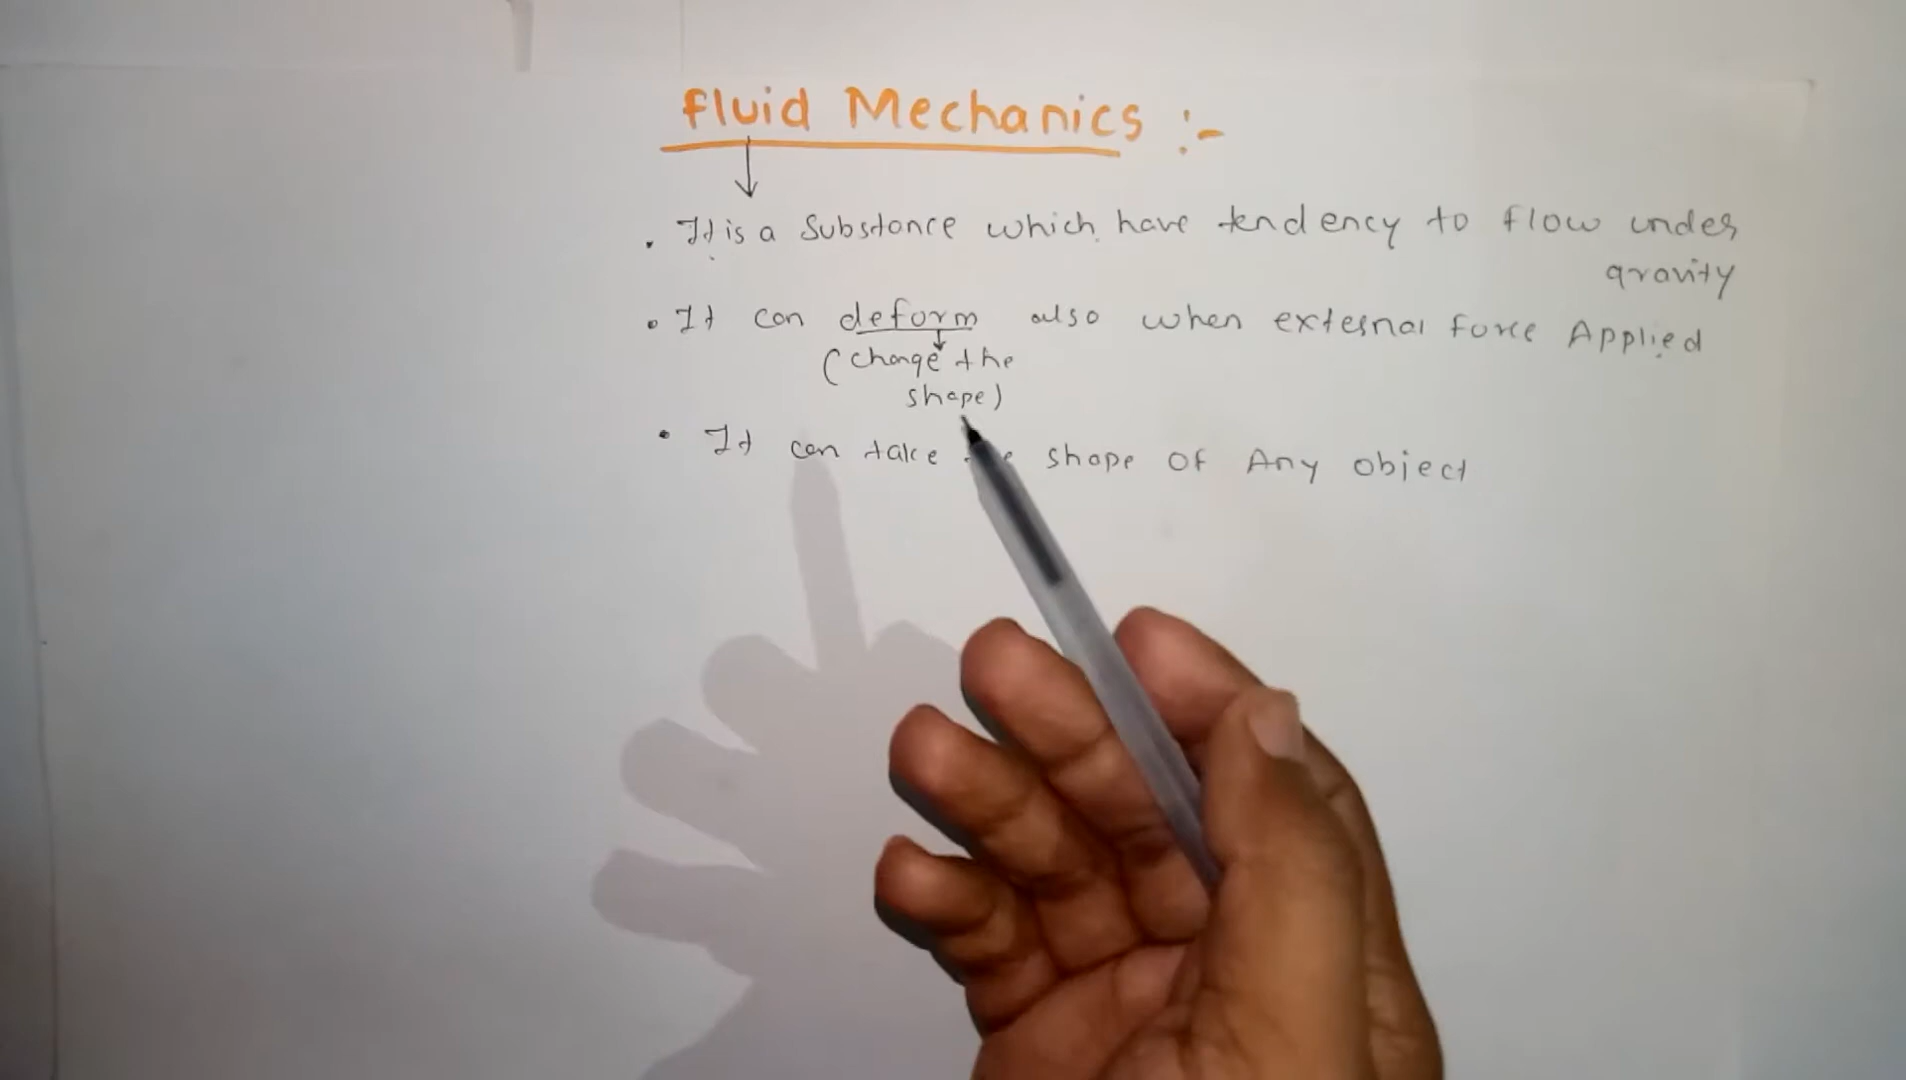 Fluid Mechanics :-
. It is a Substance which have tendency to flow under
gravity
. It can deform also when external force Applied
(change the
shape)
. It can take shape of Any object